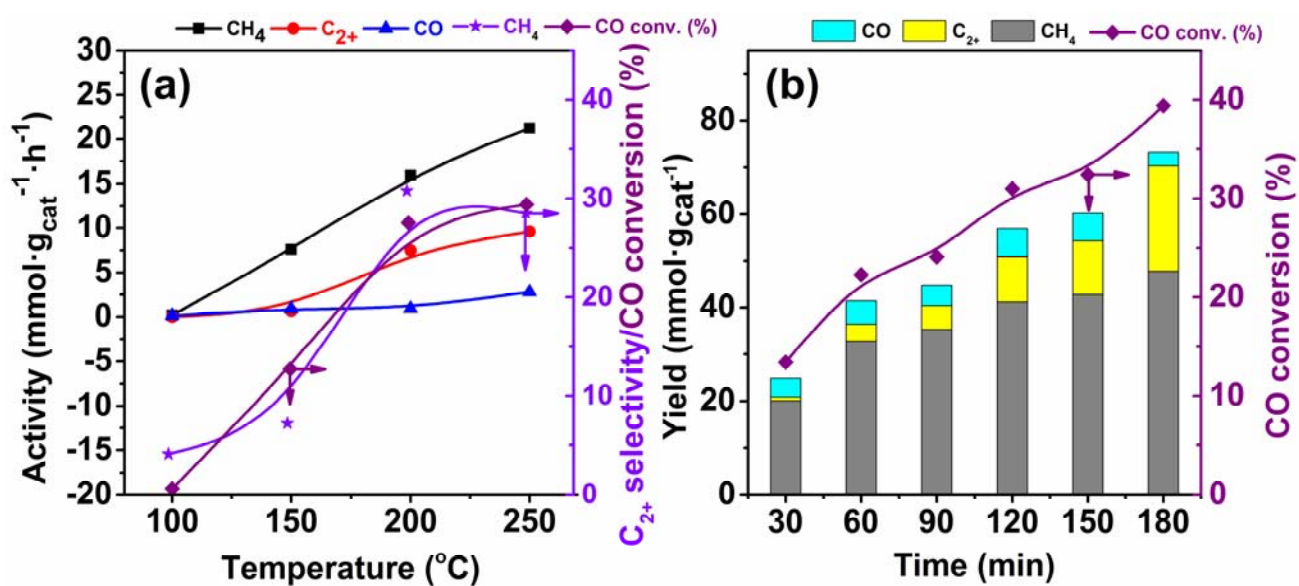 CH4 C2+ CO CH4 CO conv. (%)
(a)
30
25
20
15
10
5
0
-5
-10
-15
-20
Activity (mmol·gcat-1·h-1)
100 150 200 250
Temperature (oC)
40
30
20
10
0
C2+ selectivity/CO conversion (%)
CO C2+ CH4 CO conv. (%)
(b)
80
60
40
20
0
Yield (mmol·gcat-1)
30 60 90 120 150 180
Time (min)
40
30
20
10
0
CO conversion (%)